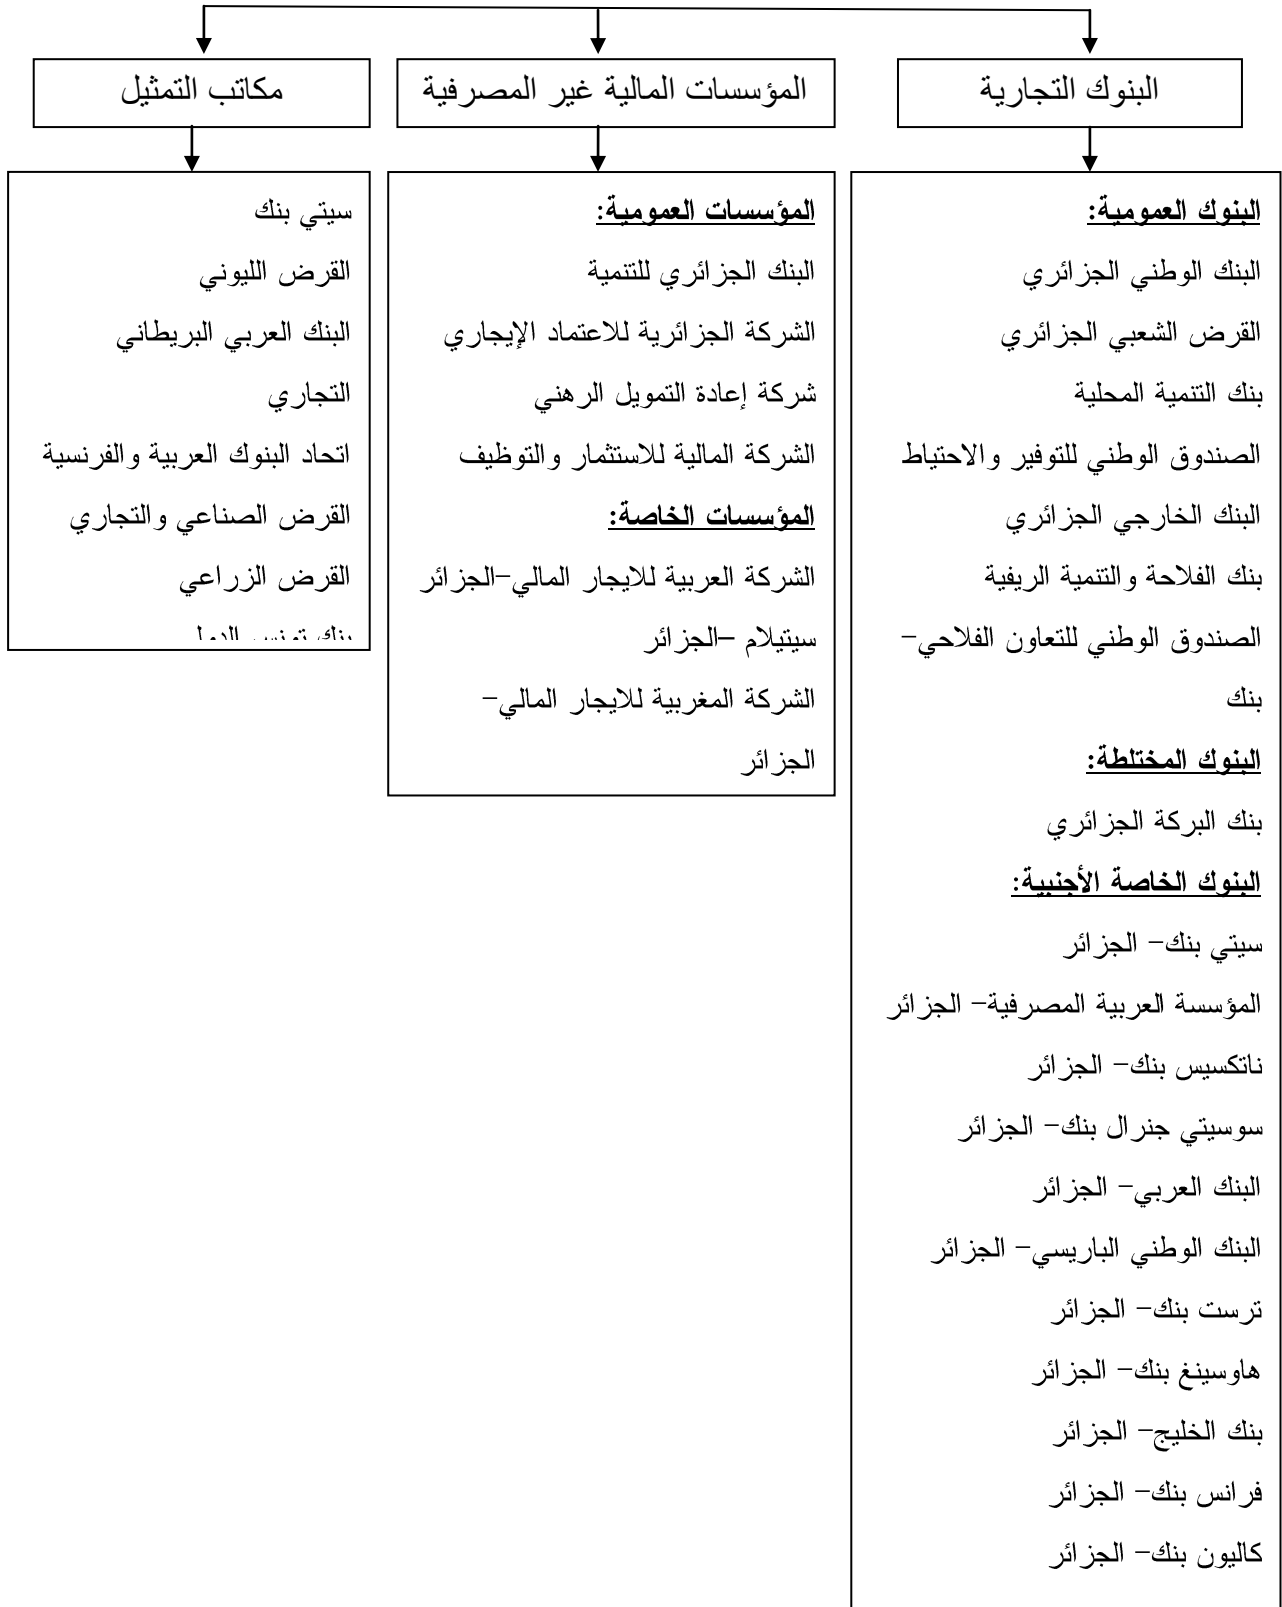 البنوك التجارية
المؤسسات المالية غير المصرفية
مكاتب التمثيل
البنوك العمومية:
البنك الوطني الجزائري
القرض الشعبي الجزائري
بنك التنمية المحلية
الصندوق الوطني للتوفير والاحتياط
البنك الخارجي الجزائري
بنك الفلاحة والتنمية الريفية
الصندوق الوطني للتعاون الفلاحي–
بنك
البنوك المختلطة:
بنك البركة الجزائري
البنوك الخاصة الأجنبية:
سيتي بنك– الجزائر
المؤسسة العربية المصرفية– الجزائر
ناتكسيس بنك– الجزائر
سوسيتي جنرال بنك– الجزائر
البنك العربي– الجزائر
البنك الوطني الباريسي– الجزائر
ترست بنك– الجزائر
هاوسينغ بنك– الجزائر
بنك الخليج– الجزائر
فرانس بنك– الجزائر
كاليون بنك– الجزائر
المؤسسات العمومية:
البنك الجزائري للتنمية
الشركة الجزائرية للاعتماد الإيجاري
شركة إعادة التمويل الرهني
الشركة المالية للاستثمار والتوظيف
المؤسسات الخاصة:
الشركة العربية للايجار المالي–الجزائر
سيتيلام –الجزائر
الشركة المغربية للايجار المالي–
الجزائر
سيتي بنك
القرض الليوني
البنك العربي البريطاني
التجاري
اتحاد البنوك العربية والفرنسية
القرض الصناعي والتجاري
القرض الزراعي
بنك تونس